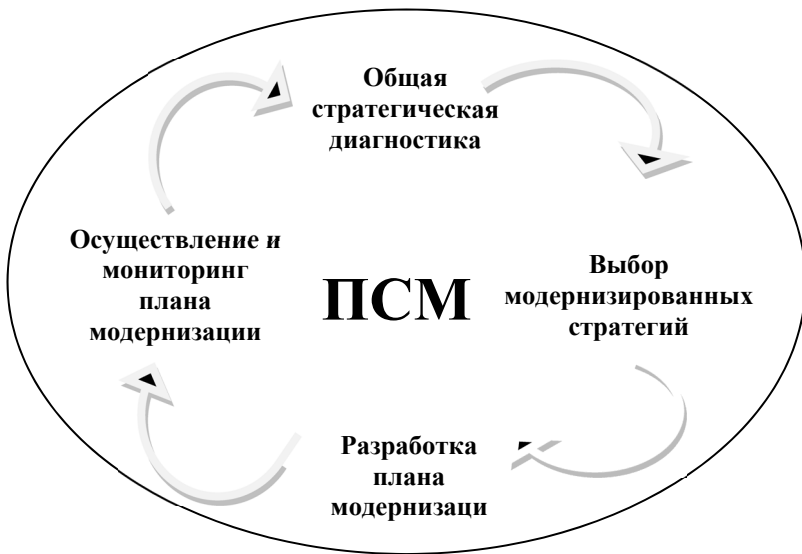 Общая
стратегическая
диагностика
Выбор
модернизированных
стратегий
Разработка
плана
модернизаци
Осуществление и
мониторинг
плана
модернизации
ПСМ